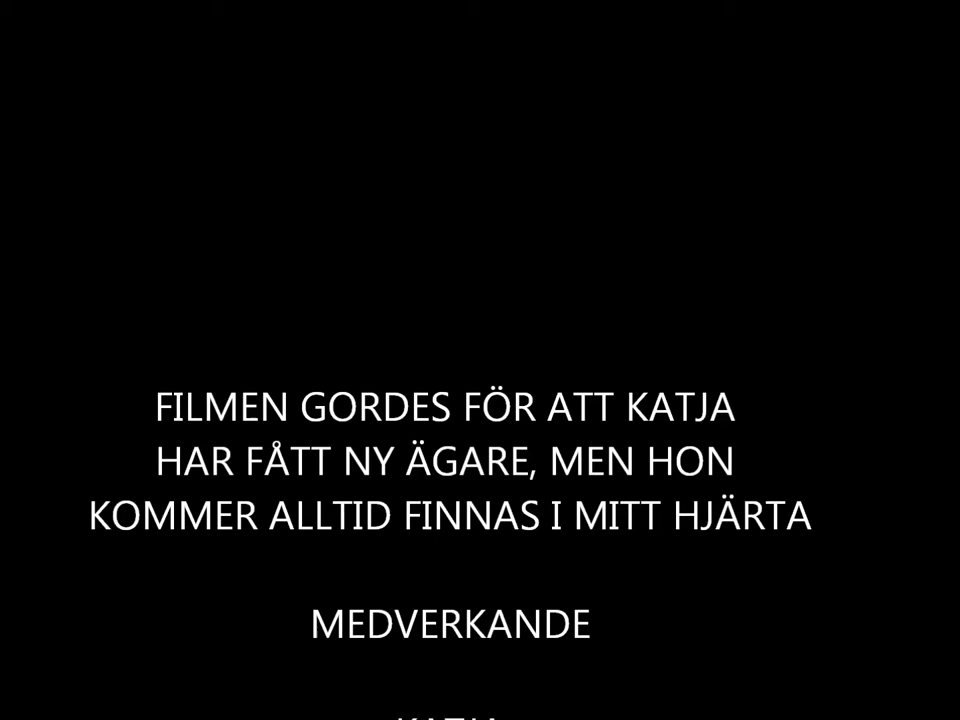 FILMEN GORDES FÖR ATT KATJA
HAR FÅTT NY ÄGARE, MEN HON
KOMMER ALLTID FINNAS I MITT HJÄRTA
MEDVERKANDE